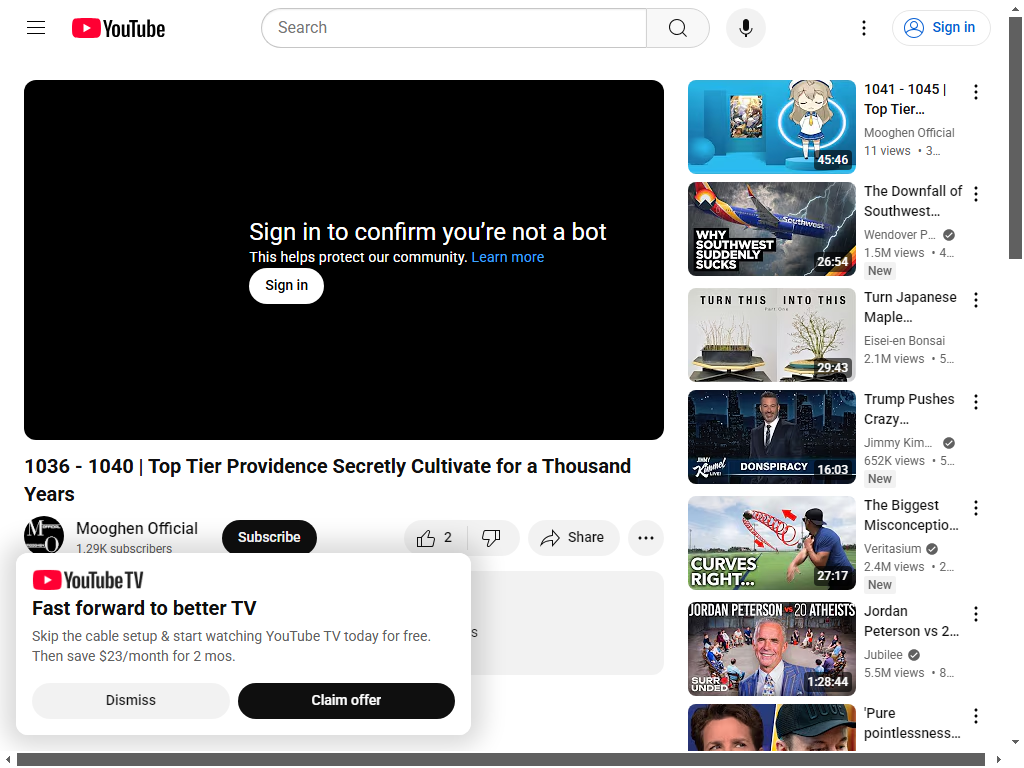 YouTube
Search
Sign in
Sign in to confirm you’re not a bot
This helps protect our community. Learn more
Sign in
1036 - 1040 | Top Tier Providence Secretly Cultivate for a Thousand
Years
Mooghen Official
1.29K subscribers
Subscribe
2
Share
s
YouTube TV
Fast forward to better TV
Skip the cable setup & start watching YouTube TV today for free.
Then save $23/month for 2 mos.
Dismiss
Claim offer
45:46
1041 - 1045 |
Top Tier…
Mooghen Official
11 views • 3…
WHY
SOUTHWEST
SUDDENLY
SUCKS
Southwest
26:54
The Downfall of
Southwest…
Wendover P…
1.5M views • 4…
New
TURN THIS INTO THIS
Part One
29:43
Turn Japanese
Maple…
Eisei-en Bonsai
2.1M views • 5…
JIMMY
Kimmel
LIVE!
DONSPIRACY
16:03
Trump Pushes
Crazy…
Jimmy Kim…
652K views • 5…
New
CURVES
RIGHT...
27:17
The Biggest
Misconceptio…
Veritasium
2.4M views • 2…
New
JORDAN PETERSON vs 20 ATHEISTS
SURROUNDED
1:28:44
Jordan
Peterson vs 2…
Jubilee
5.5M views • 8…
'Pure
pointlessness…